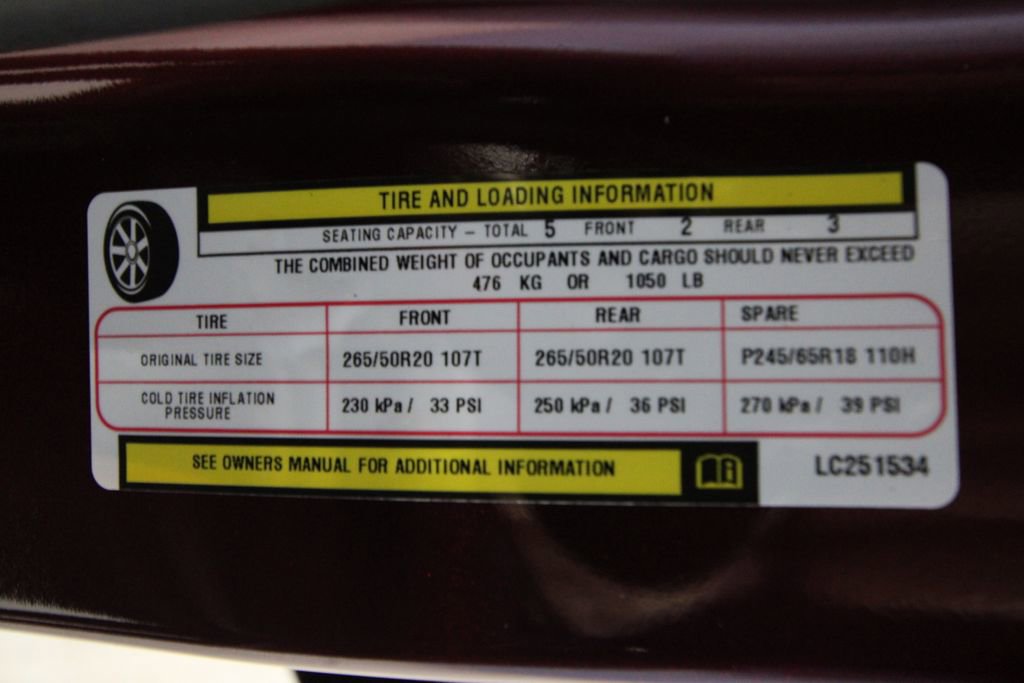 TIRE AND LOADING INFORMATION
SEATING CAPACITY – TOTAL 5 FRONT 2 REAR 3
THE COMBINED WEIGHT OF OCCUPANTS AND CARGO SHOULD NEVER EXCEED
476 KG OR 1050 LB
TIRE FRONT REAR SPARE
ORIGINAL TIRE SIZE 265/50R20 107T 265/50R20 107T P245/65R18 110H
COLD TIRE INFLATION
PRESSURE 230 kPa / 33 PSI 250 kPa / 36 PSI 270 kPa / 39 PSI
SEE OWNERS MANUAL FOR ADDITIONAL INFORMATION
LC251534